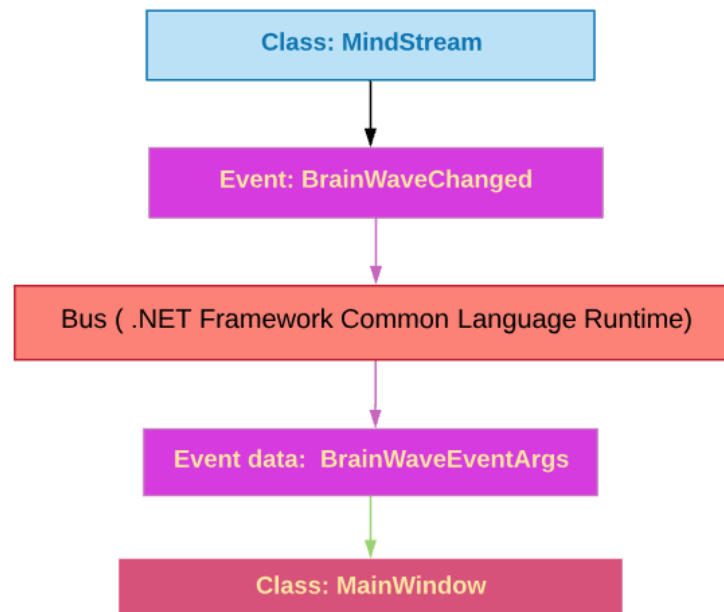 Class: MindStream
Event: BrainWaveChanged
Bus ( .NET Framework Common Language Runtime)
Event data:  BrainWaveEventArgs
Class: MainWindow